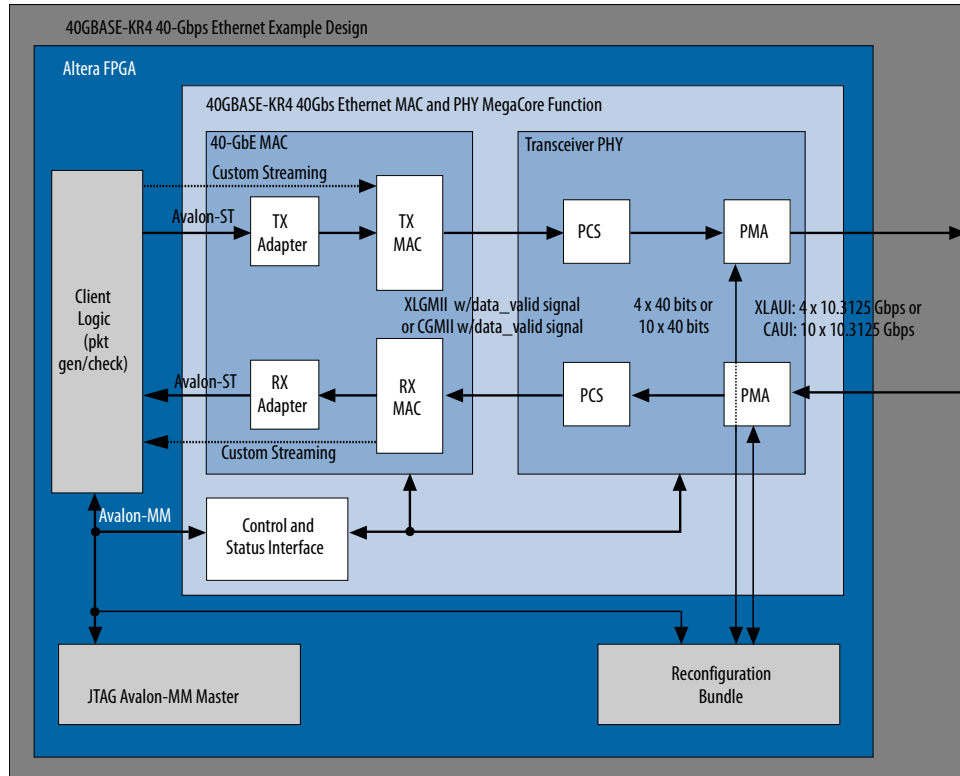 40GBASE-KR4 40-Gbps Ethernet Example Design
Altera FPGA
40GBASE-KR4 40Gbs Ethernet MAC and PHY MegaCore Function
40-GbE MAC
Transceiver PHY
Custom Streaming
Avalon-ST
TX
Adapter
TX
MAC
PCS
PMA
Client
Logic
(pkt
gen/check)
XLGMII w/data_valid signal
or CGMII w/data_valid signal
4 x 40 bits or
10 x 40 bits
XLAUI: 4 x 10.3125 Gbps or
CAUI: 10 x 10.3125 Gbps
Avalon-ST
RX
Adapter
RX
MAC
PCS
PMA
Custom Streaming
Avalon-MM
Control and
Status Interface
JTAG Avalon-MM Master
Reconfiguration
Bundle